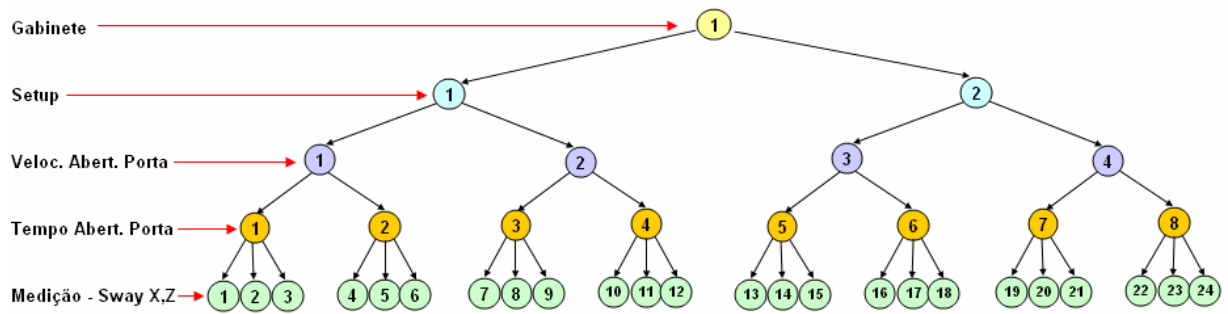 Gabinete 1
Setup 1 2
Veloc. Abert. Porta 1 2 3 4
Tempo Abert. Porta 1 2 3 4 5 6 7 8
Medição - Sway X,Z 1 2 3 4 5 6 7 8 9 10 11 12 13 14 15 16 17 18 19 20 21 22 23 24